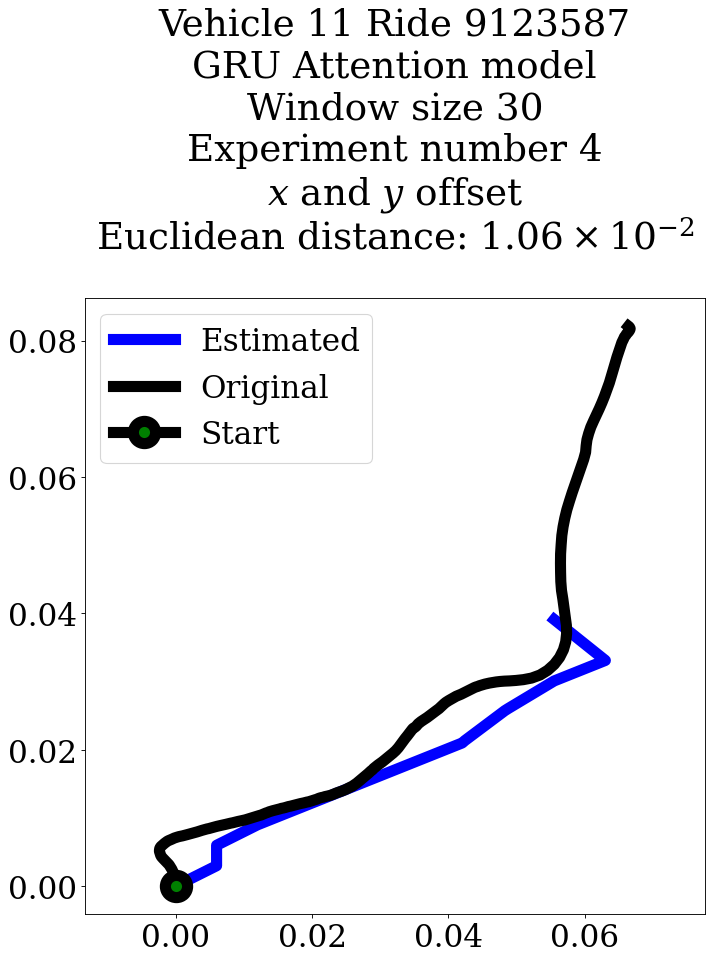 Vehicle 11 Ride 9123587
GRU Attention model
Window size 30
Experiment number 4
x and y offset
Euclidean distance: 1.06 × 10⁻²
Estimated
Original
Start
0.08
0.06
0.04
0.02
0.00
0.00 0.02 0.04 0.06